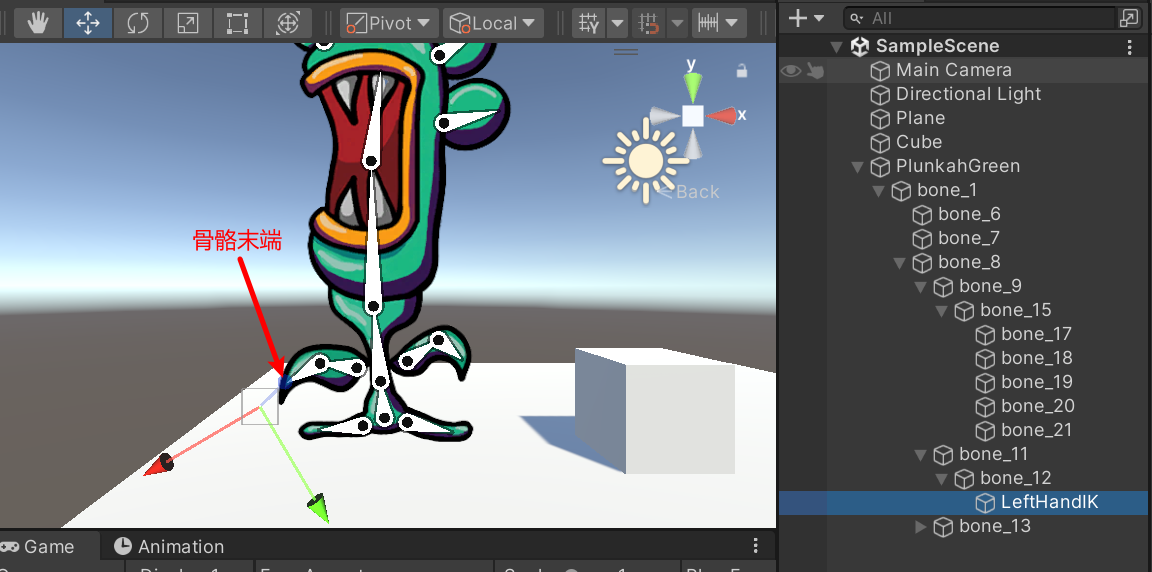 Pivot
Local
All
SampleScene
Main Camera
Directional Light
Plane
Cube
PlunkahGreen
bone_1
bone_6
bone_7
bone_8
bone_9
bone_15
bone_17
bone_18
bone_19
bone_20
bone_21
bone_11
bone_12
LeftHandIK
bone_13
y
x
< Back
骨骼末端
Game
Animation